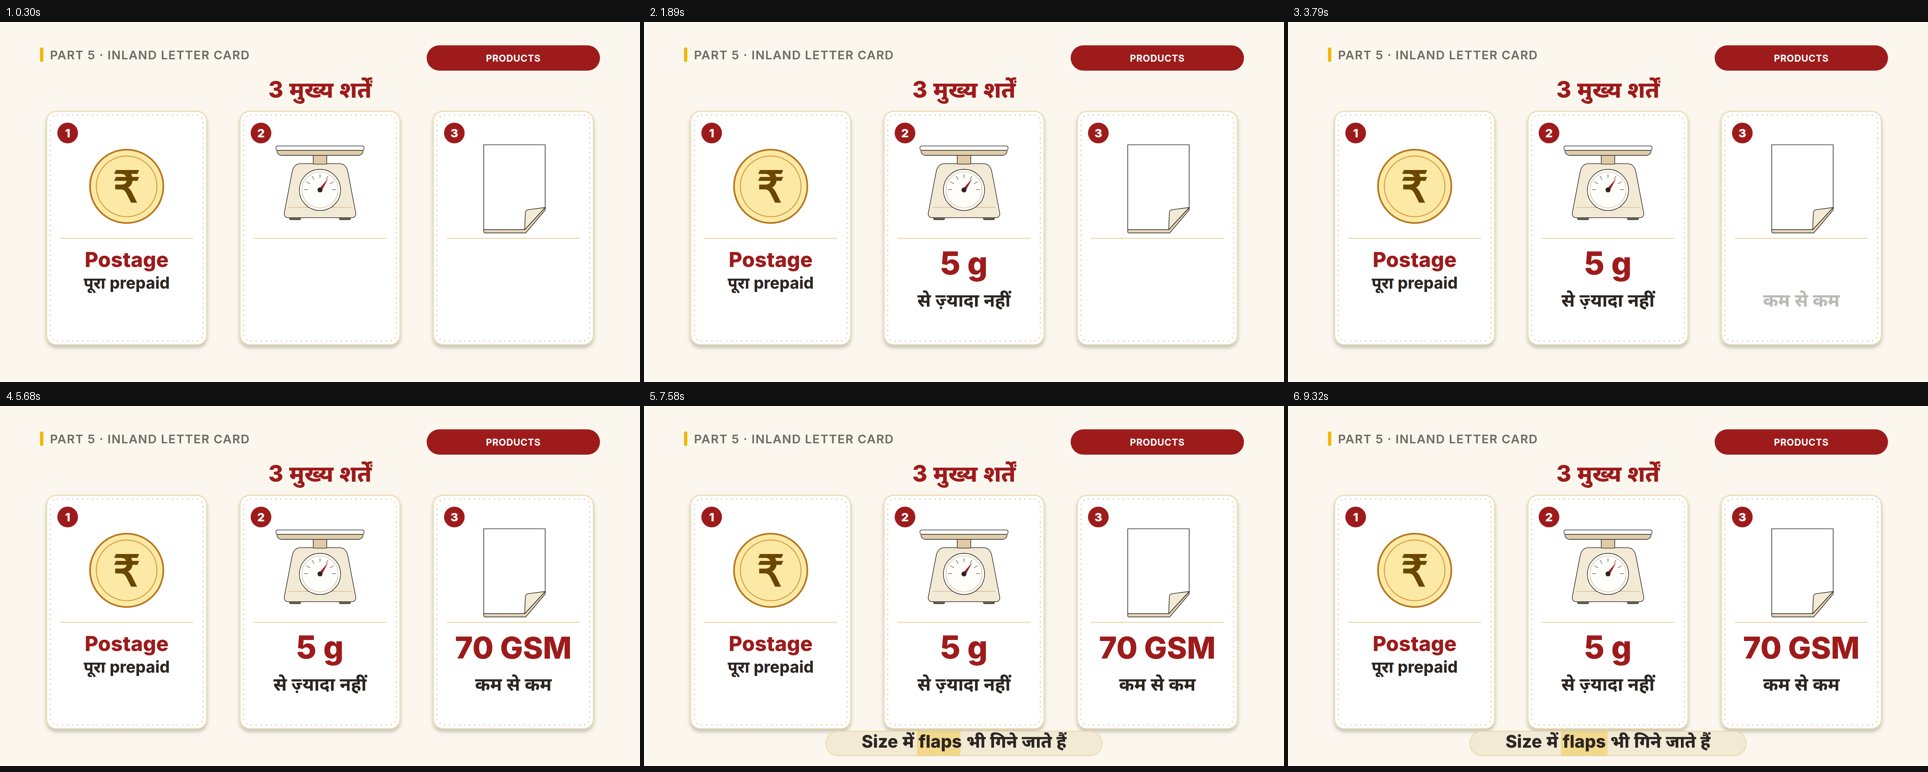 1. 0.30s
PART 5 · INLAND LETTER CARD
PRODUCTS
3 मुख्य शर्तें
1
₹
Postage
पूरा prepaid
2
3
2. 1.89s
PART 5 · INLAND LETTER CARD
PRODUCTS
3 मुख्य शर्तें
1
₹
Postage
पूरा prepaid
2
5 g
से ज़्यादा नहीं
3
3. 3.79s
PART 5 · INLAND LETTER CARD
PRODUCTS
3 मुख्य शर्तें
1
₹
Postage
पूरा prepaid
2
5 g
से ज़्यादा नहीं
3
कम से कम
4. 5.68s
PART 5 · INLAND LETTER CARD
PRODUCTS
3 मुख्य शर्तें
1
₹
Postage
पूरा prepaid
2
5 g
से ज़्यादा नहीं
3
70 GSM
कम से कम
5. 7.58s
PART 5 · INLAND LETTER CARD
PRODUCTS
3 मुख्य शर्तें
1
₹
Postage
पूरा prepaid
2
5 g
से ज़्यादा नहीं
3
70 GSM
कम से कम
Size में flaps भी गिने जाते हैं
6. 9.32s
PART 5 · INLAND LETTER CARD
PRODUCTS
3 मुख्य शर्तें
1
₹
Postage
पूरा prepaid
2
5 g
से ज़्यादा नहीं
3
70 GSM
कम से कम
Size में flaps भी गिने जाते हैं